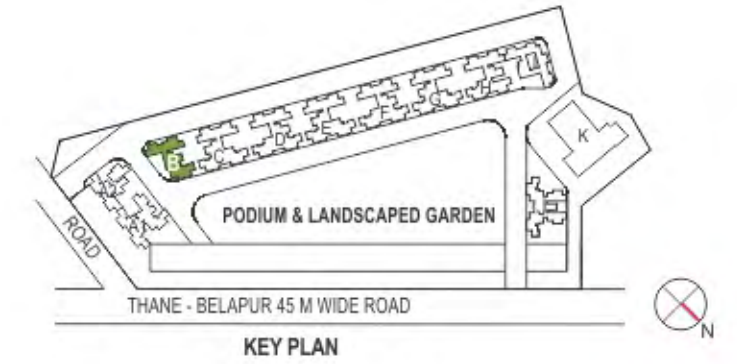 B
C
D
E
F
G
K
PODIUM & LANDSCAPED GARDEN
ROAD
THANE - BELAPUR 45 M WIDE ROAD
N
KEY PLAN